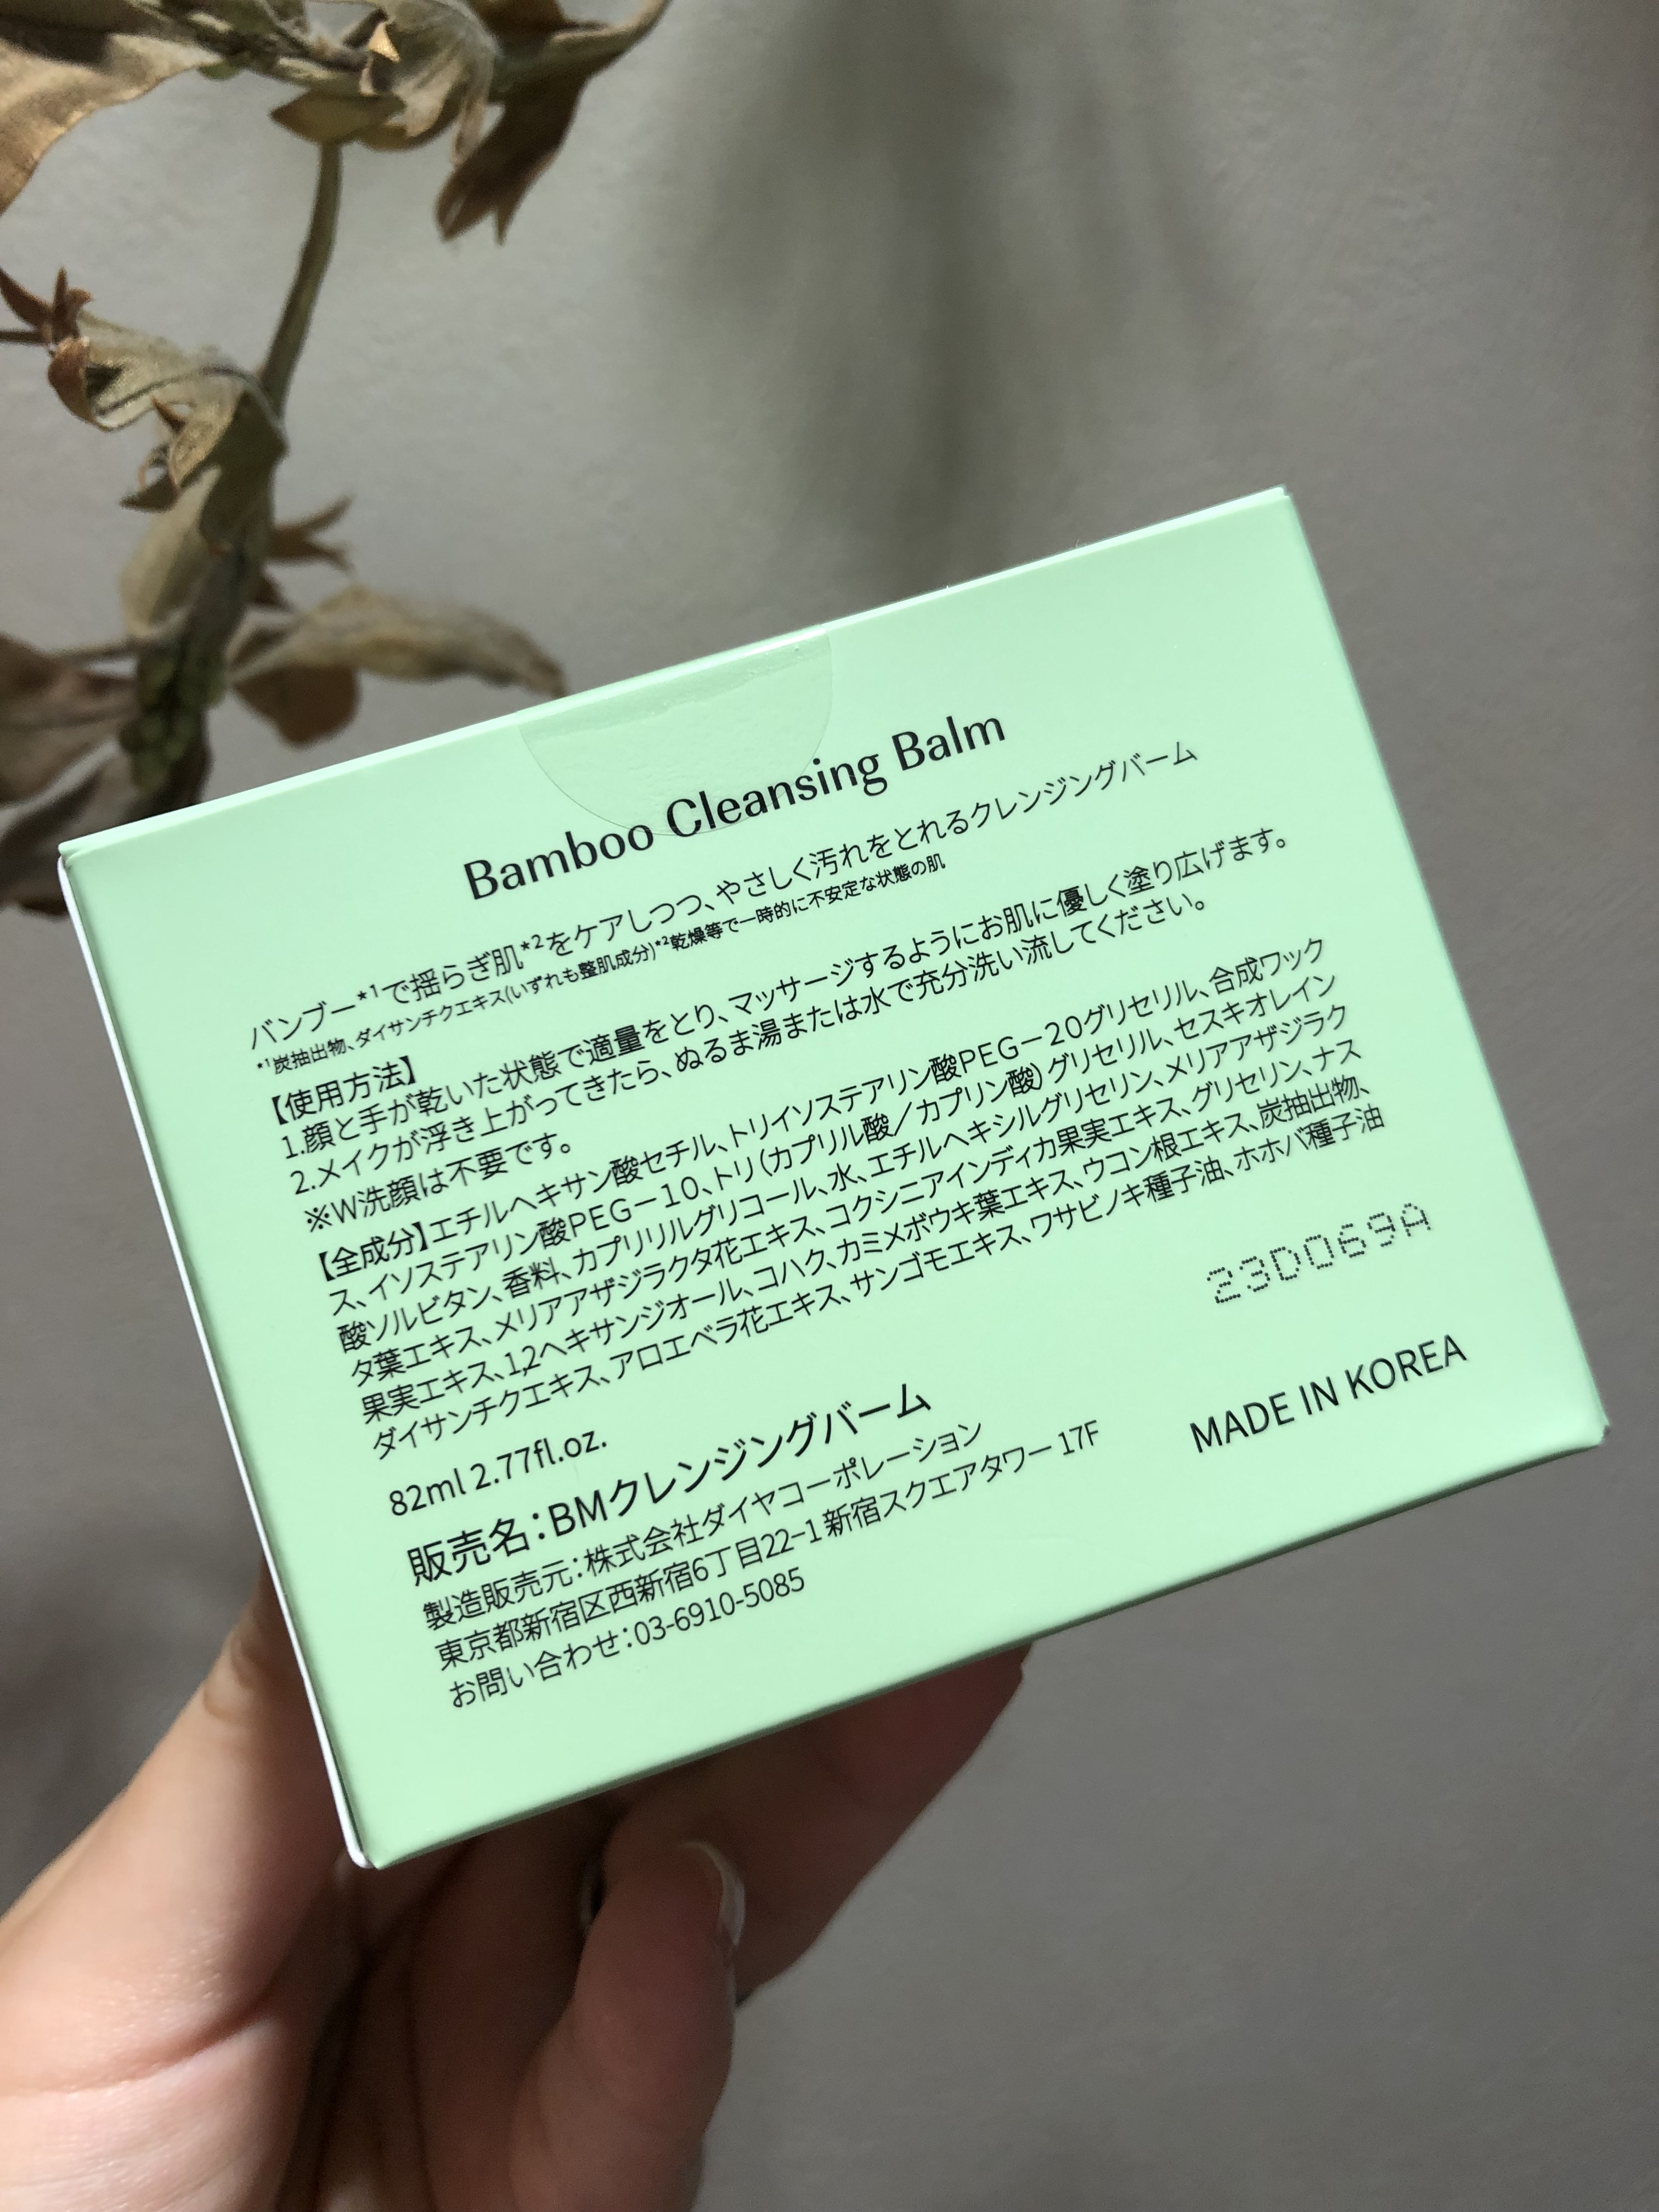 Bamboo Cleansing Balm
バンブー*1で揺らぎ肌*2をケアしつつ、やさしく汚れをとれるクレンジングバーム
*1炭抽出物、ダイサンチクエキス(いずれも整肌成分)*2乾燥等で一時的に不安定な状態の肌
【使用方法】
1.顔と手が乾いた状態で適量をとり、マッサージするようにお肌に優しく塗り広げます。
2.メイクが浮き上がってきたら、ぬるま湯または水で充分洗い流してください。
※W洗顔は不要です。
【全成分】エチルヘキサン酸セチル、トリイソステアリン酸PEG－20グリセリル、合成ワック
ス、イソステアリン酸PEG－10、トリ(カプリル酸／カプリン酸)グリセリル、セスキオレイン
酸ソルビタン、香料、カプリリルグリコール、水、エチルヘキシルグリセリン、メリアアザジラク
タ葉エキス、メリアアザジラクタ花エキス、コクシニアインディカ果実エキス、グリセリン、ナス
果実エキス、1,2ヘキサンジオール、コハク、カミメボウキ葉エキス、ウコン根エキス、炭抽出物、
ダイサンチクエキス、アロエベラ花エキス、サンゴモエキス、ワサビノキ種子油、ホホバ種子油
23D069A
82ml 2.77fl.oz.
販売名：BMクレンジングバーム
製造販売元：株式会社ダイヤコーポレーション
東京都新宿区西新宿6丁目22-1新宿スクエアタワー 17F
お問い合わせ：03-6910-5085
MADE IN KOREA